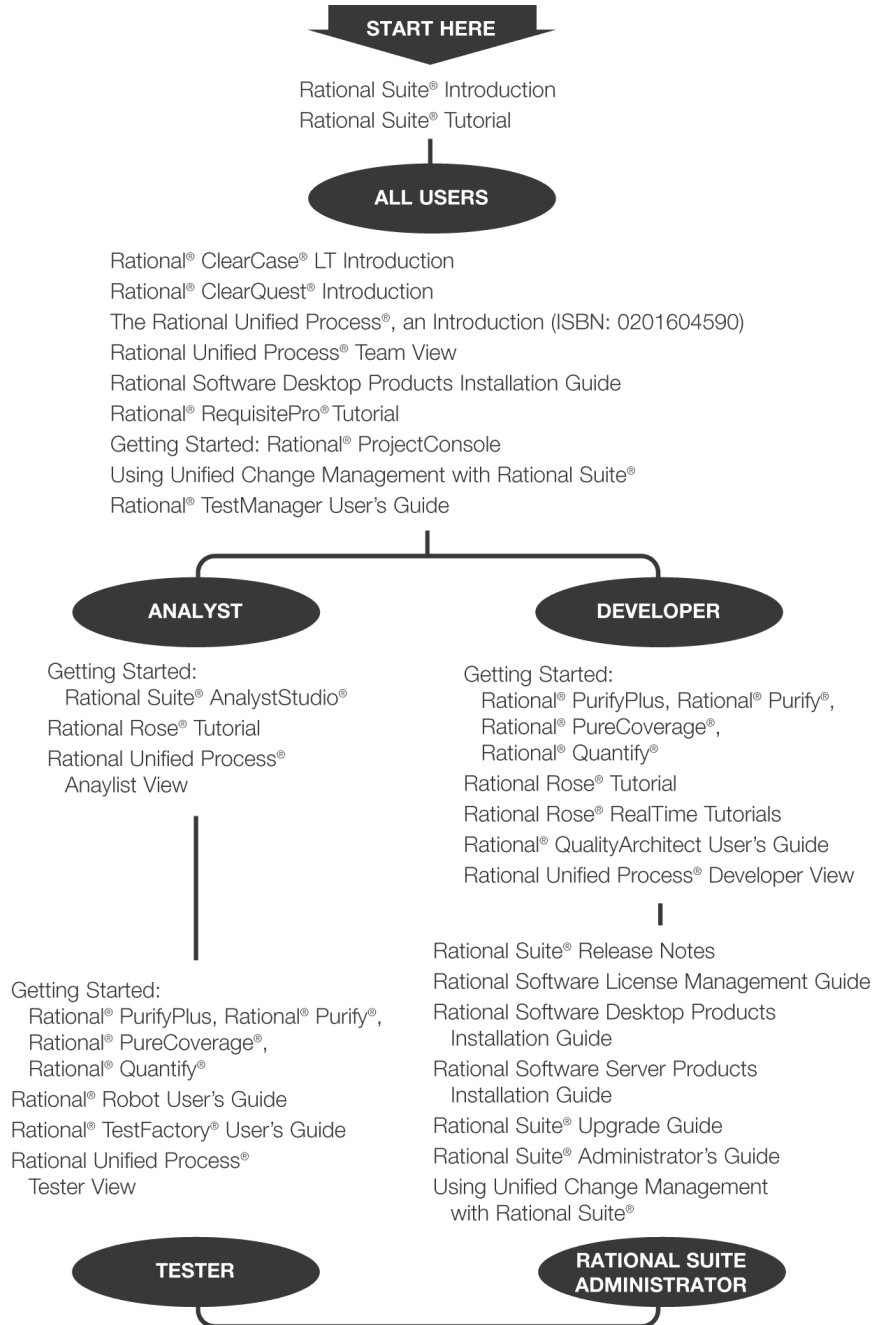 START HERE
Rational Suite® Introduction
Rational Suite® Tutorial
ALL USERS
Rational® ClearCase® LT Introduction
Rational® ClearQuest® Introduction
The Rational Unified Process®, an Introduction (ISBN: 0201604590)
Rational Unified Process® Team View
Rational Software Desktop Products Installation Guide
Rational® RequisitePro® Tutorial
Getting Started: Rational® ProjectConsole
Using Unified Change Management with Rational Suite®
Rational® TestManager User's Guide
ANALYST
Getting Started:
Rational Suite® AnalystStudio®
Rational Rose® Tutorial
Rational Unified Process®
Anaylist View
DEVELOPER
Getting Started:
Rational® PurifyPlus, Rational® Purify®,
Rational® PureCoverage®,
Rational® Quantify®
Rational Rose® Tutorial
Rational Rose® RealTime Tutorials
Rational® QualityArchitect User's Guide
Rational Unified Process® Developer View
Getting Started:
Rational® PurifyPlus, Rational® Purify®,
Rational® PureCoverage®,
Rational® Quantify®
Rational® Robot User's Guide
Rational® TestFactory® User's Guide
Rational Unified Process®
Tester View
TESTER
Rational Suite® Release Notes
Rational Software License Management Guide
Rational Software Desktop Products
Installation Guide
Rational Software Server Products
Installation Guide
Rational Suite® Upgrade Guide
Rational Suite® Administrator's Guide
Using Unified Change Management
with Rational Suite®
RATIONAL SUITE
ADMINISTRATOR